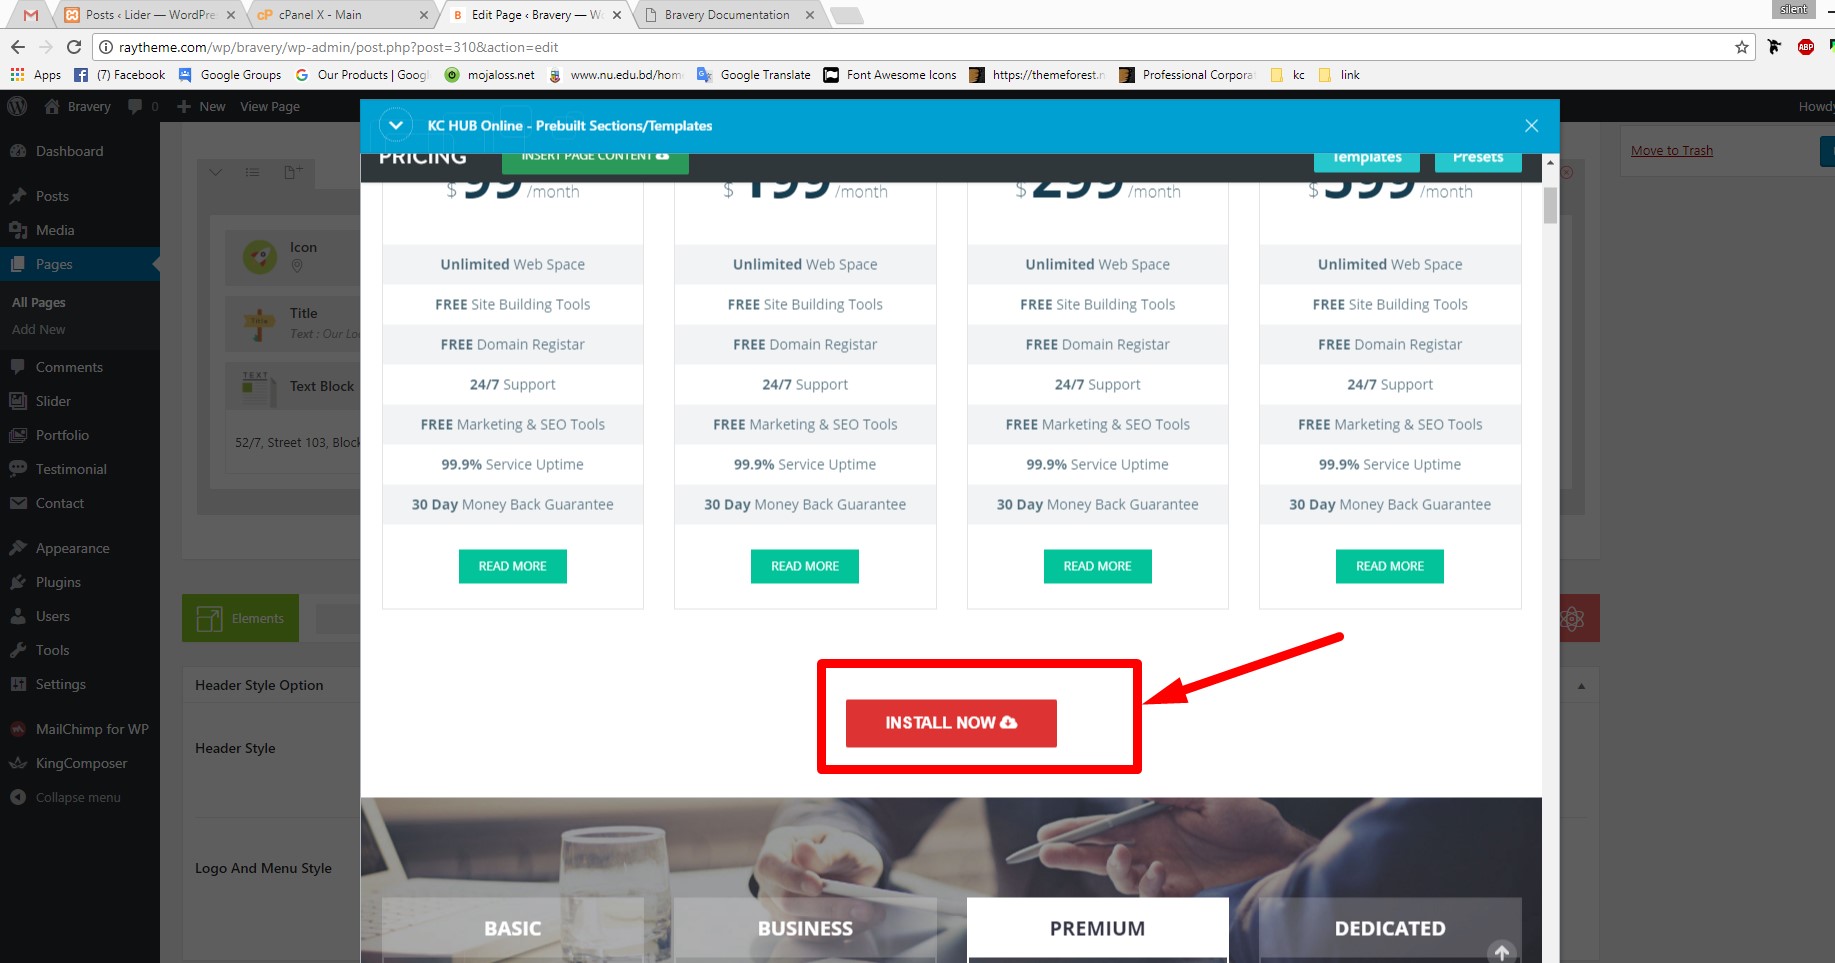 silent
Posts ‹ Lider — WordPre
cP cPanel X - Main
B Edit Page ‹ Bravery — W
Bravery Documentation
raytheme.com/wp/bravery/wp-admin/post.php?post=310&action=edit
ABP
Apps
(7) Facebook
Google Groups
Our Products | Goog
mojaloss.net
www.nu.edu.bd/hom
Google Translate
Font Awesome Icons
https://themeforest.n
Professional Corpora
kc
link
Bravery
0
New
View Page
Howdy
KC HUB Online - Prebuilt Sections/Templates
PRICING
INSERT PAGE CONTENT
Templates
Presets
Move to Trash
Dashboard
Posts
Media
Pages
All Pages
Add New
Comments
Slider
Portfolio
Testimonial
Contact
Appearance
Plugins
Users
Tools
Settings
MailChimp for WP
KingComposer
Collapse menu
Icon
Title
Title
Text : Our Lo
TEXT
Text Block
52/7, Street 103, Block
Elements
Header Style Option
Header Style
Logo And Menu Style
$ 99 /month
$ 199 /month
$ 299 /month
$ 399 /month
Unlimited Web Space
Unlimited Web Space
Unlimited Web Space
Unlimited Web Space
FREE Site Building Tools
FREE Site Building Tools
FREE Site Building Tools
FREE Site Building Tools
FREE Domain Registar
FREE Domain Registar
FREE Domain Registar
FREE Domain Registar
24/7 Support
24/7 Support
24/7 Support
24/7 Support
FREE Marketing & SEO Tools
FREE Marketing & SEO Tools
FREE Marketing & SEO Tools
FREE Marketing & SEO Tools
99.9% Service Uptime
99.9% Service Uptime
99.9% Service Uptime
99.9% Service Uptime
30 Day Money Back Guarantee
30 Day Money Back Guarantee
30 Day Money Back Guarantee
30 Day Money Back Guarantee
READ MORE
READ MORE
READ MORE
READ MORE
INSTALL NOW
BASIC
BUSINESS
PREMIUM
DEDICATED